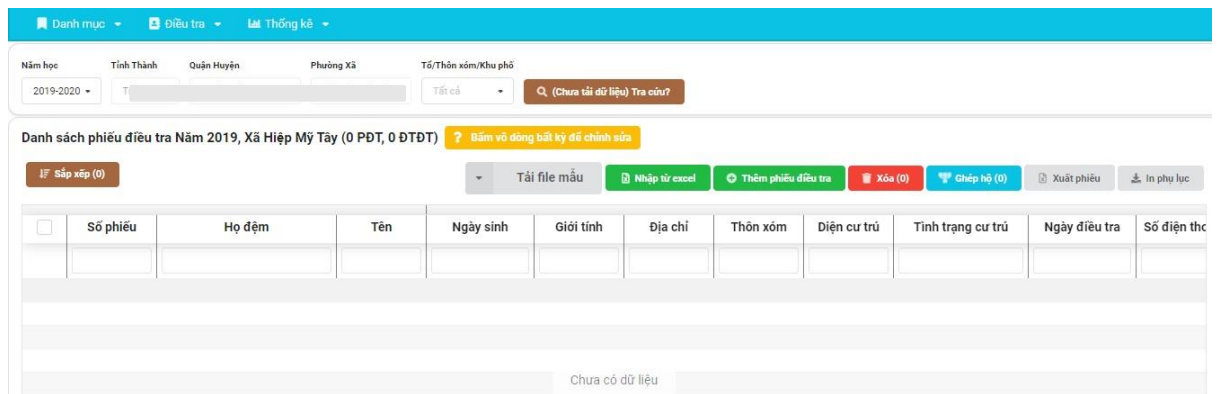 Danh mục Điều tra Thống kê
Năm học Tỉnh Thành Quận Huyện Phường Xã Tổ/Thôn xóm/Khu phố
2019-2020 Tất cả (Chưa tải dữ liệu) Tra cứu?
Danh sách phiếu điều tra Năm 2019, Xã Hiệp Mỹ Tây (0 PĐT, 0 ĐTĐT) ? Bấm vô dòng bất kỳ để chỉnh sửa
Sắp xếp (0) Tải file mẫu Nhập từ excel Thêm phiếu điều tra Xóa (0) Ghép hộ (0) Xuất phiếu In phụ lục
Số phiếu Họ đệm Tên Ngày sinh Giới tính Địa chỉ Thôn xóm Diện cư trú Tình trạng cư trú Ngày điều tra Số điện tho
Chưa có dữ liệu